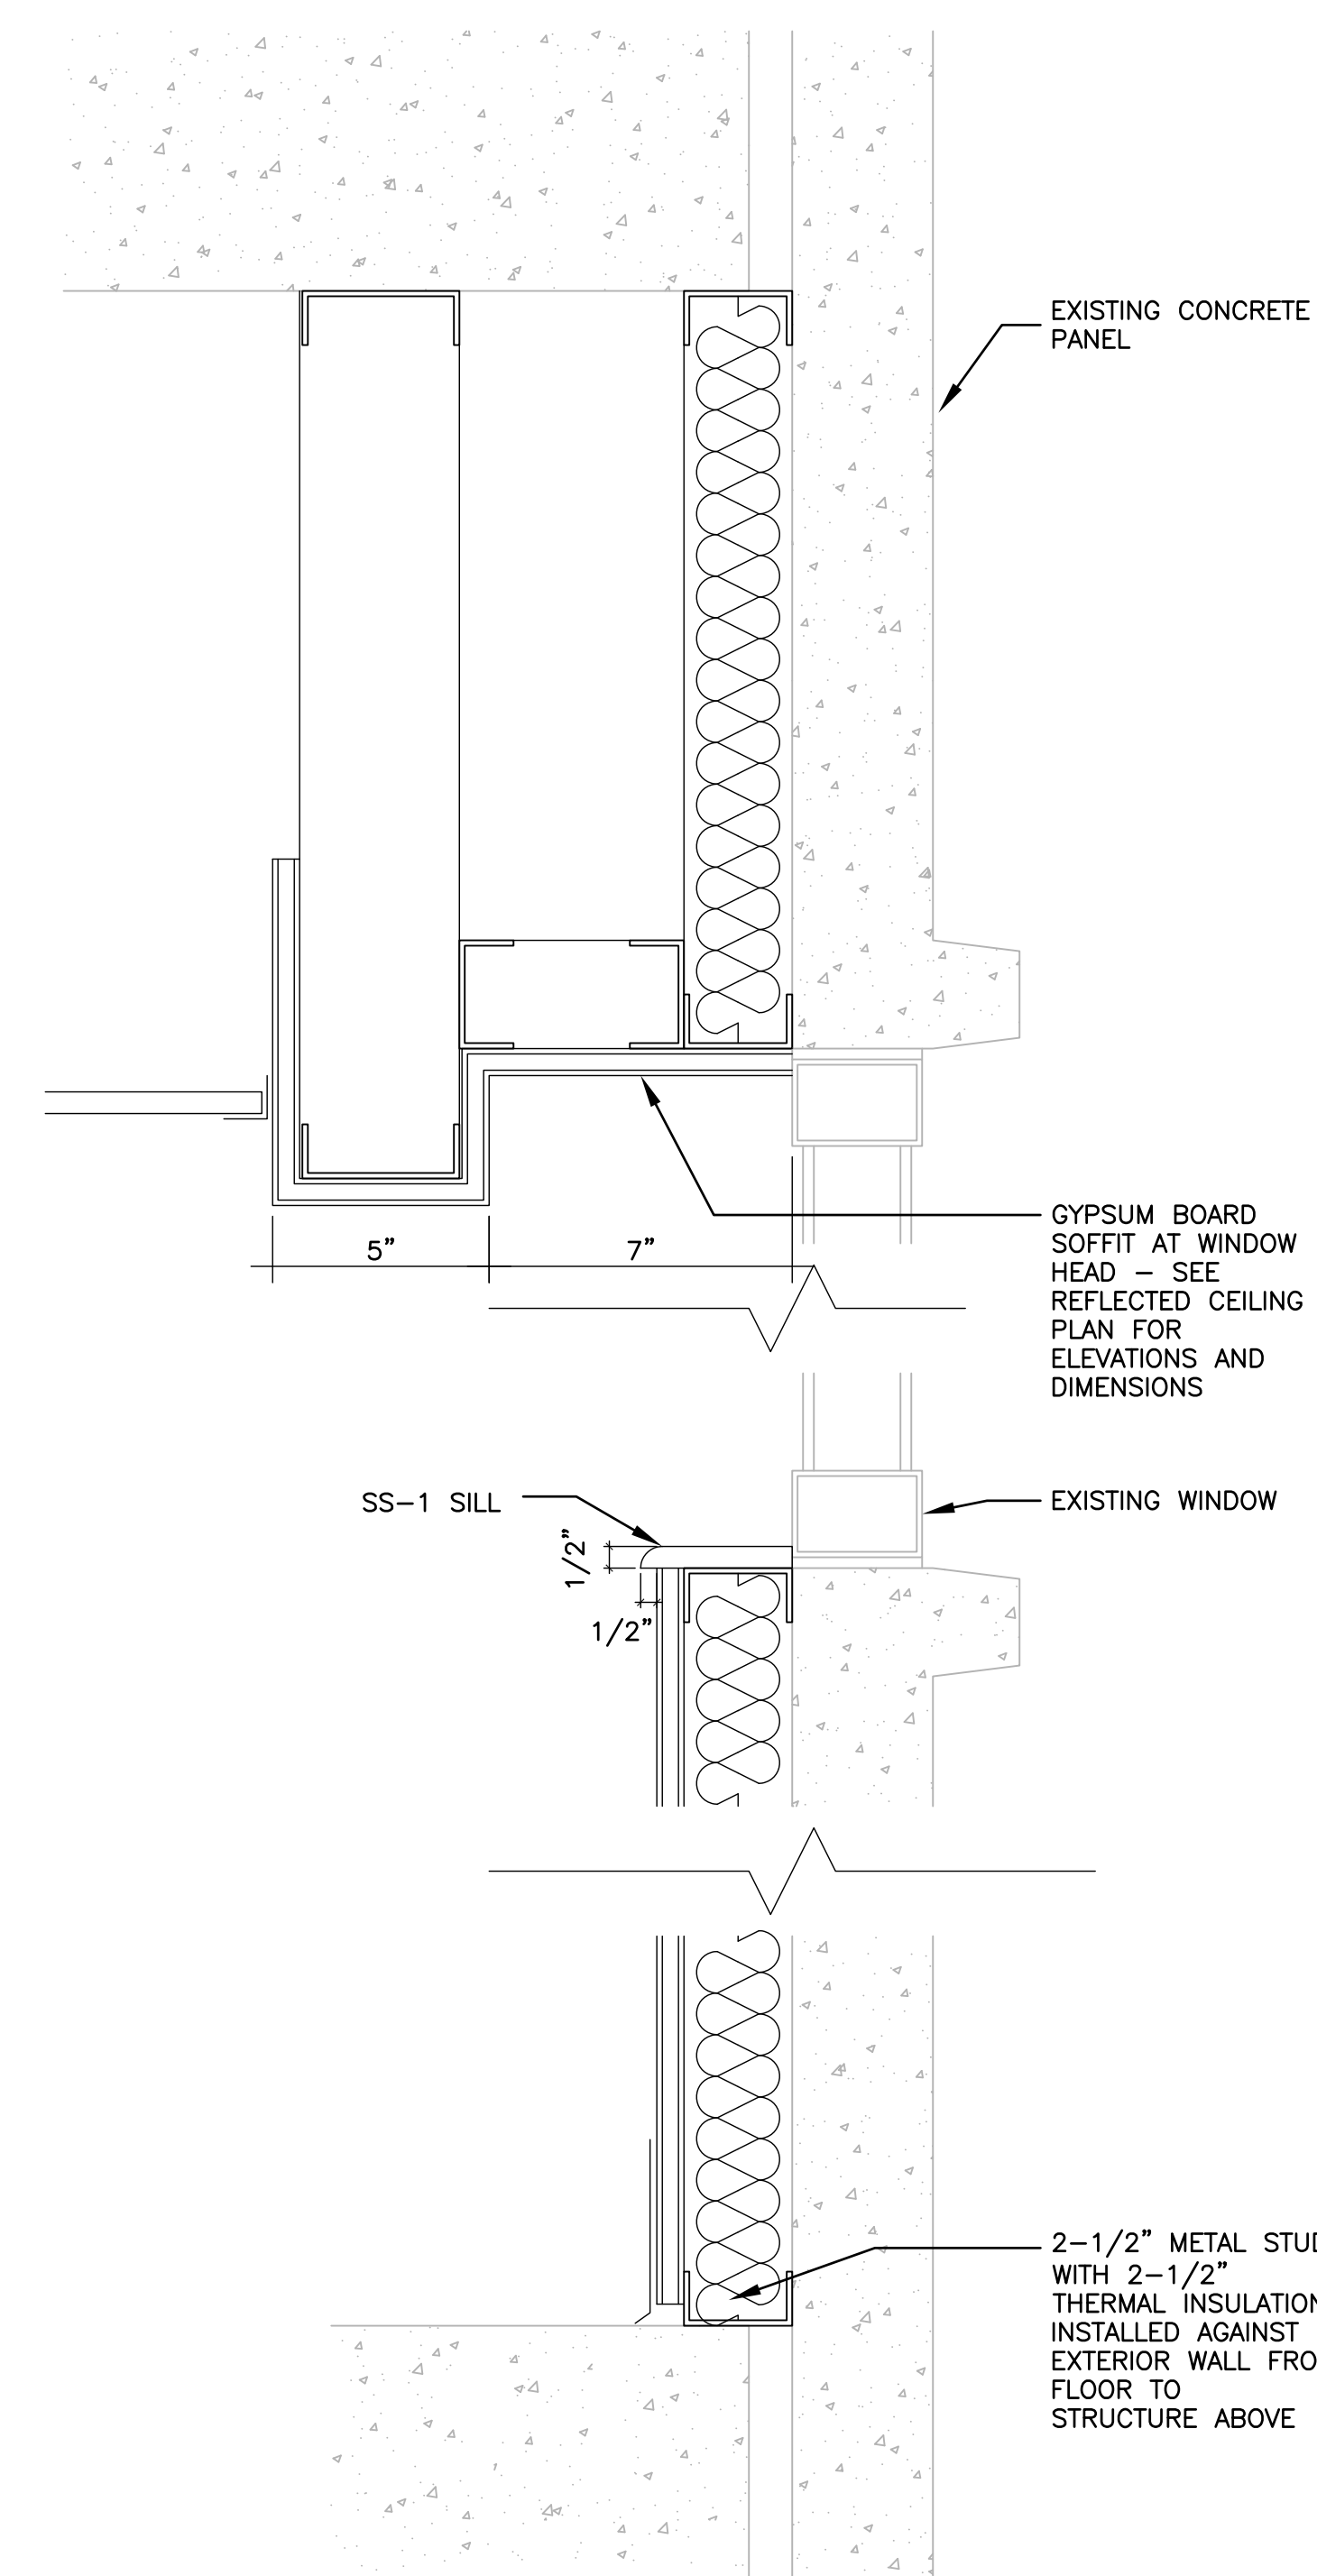 EXISTING CONCRETE
PANEL
5”
7”
GYPSUM BOARD
SOFFIT AT WINDOW
HEAD – SEE
REFLECTED CEILING
PLAN FOR
ELEVATIONS AND
DIMENSIONS
SS–1 SILL
EXISTING WINDOW
1/2”
1/2”
2–1/2” METAL STUD
WITH 2–1/2”
THERMAL INSULATION
INSTALLED AGAINST
EXTERIOR WALL FRO
FLOOR TO
STRUCTURE ABOVE